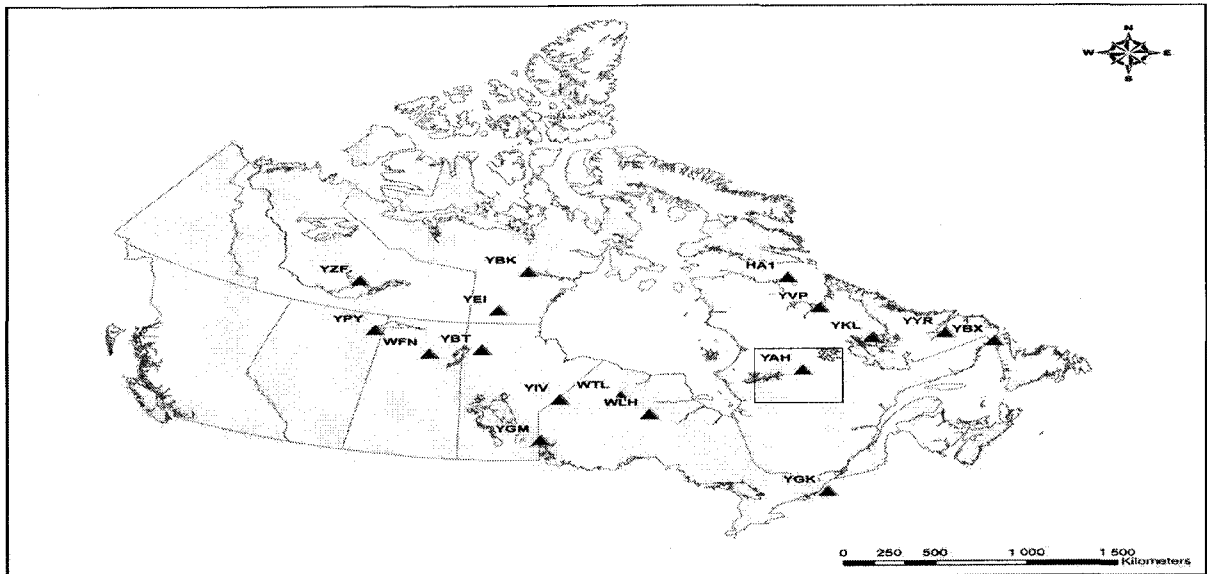 N
W E
S
YBK
HA1
YZF
YVP
YEI
YPY
YKL
YYR
YBX
WFN
YBT
YAH
YIV
WTL
WLH
YGM
YGK
0 250 500 1 000 1 500
Kilometers